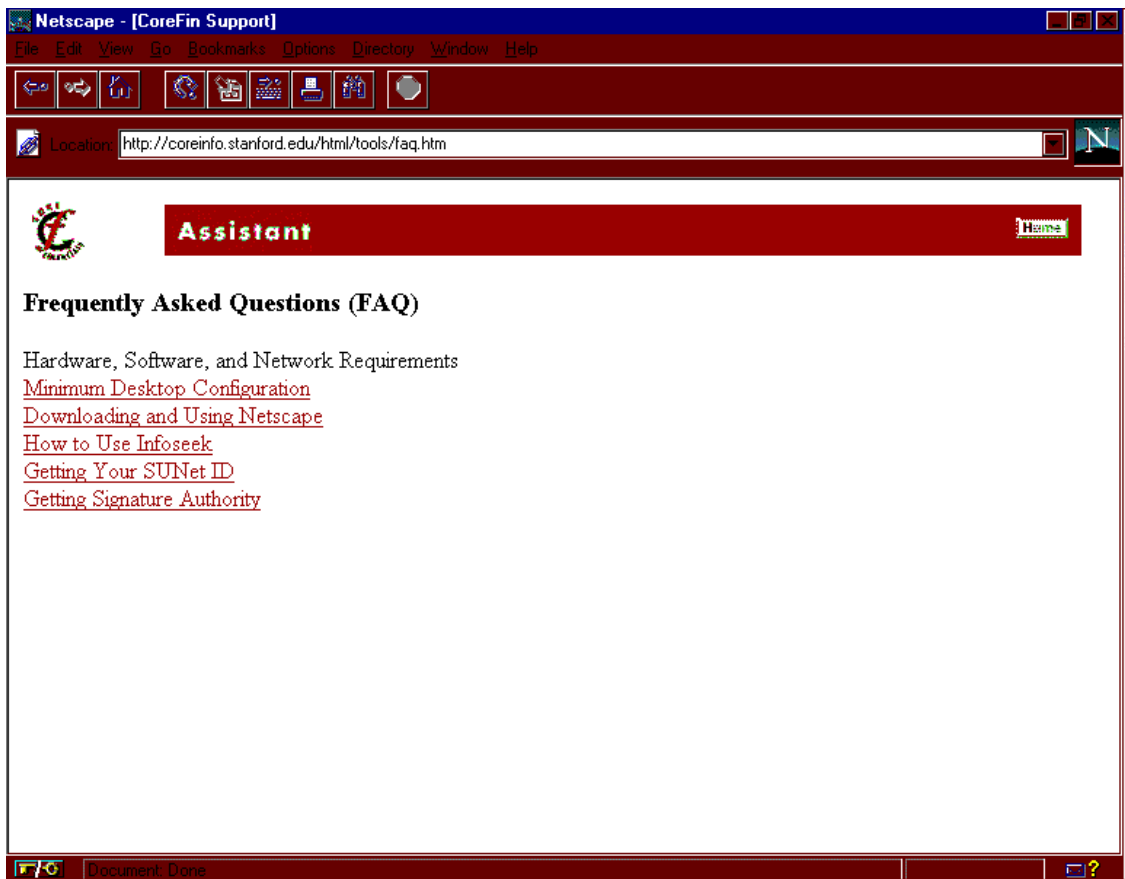 Netscape - [CoreFin Support]
File Edit View Go Bookmarks Options Directory Window Help
Location: http://coreinfo.stanford.edu/html/tools/faq.htm
N
Assistant
Home
Frequently Asked Questions (FAQ)
Hardware, Software, and Network Requirements
Minimum Desktop Configuration
Downloading and Using Netscape
How to Use Infoseek
Getting Your SUNet ID
Getting Signature Authority
Document: Done
?